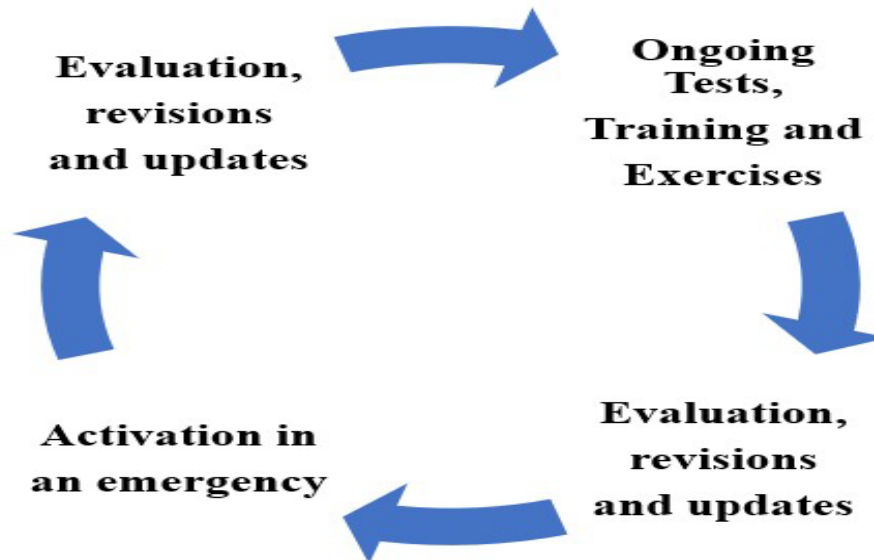 Evaluation,
revisions
and updates
Ongoing
Tests,
Training and
Exercises
Evaluation,
revisions
and updates
Activation in
an emergency